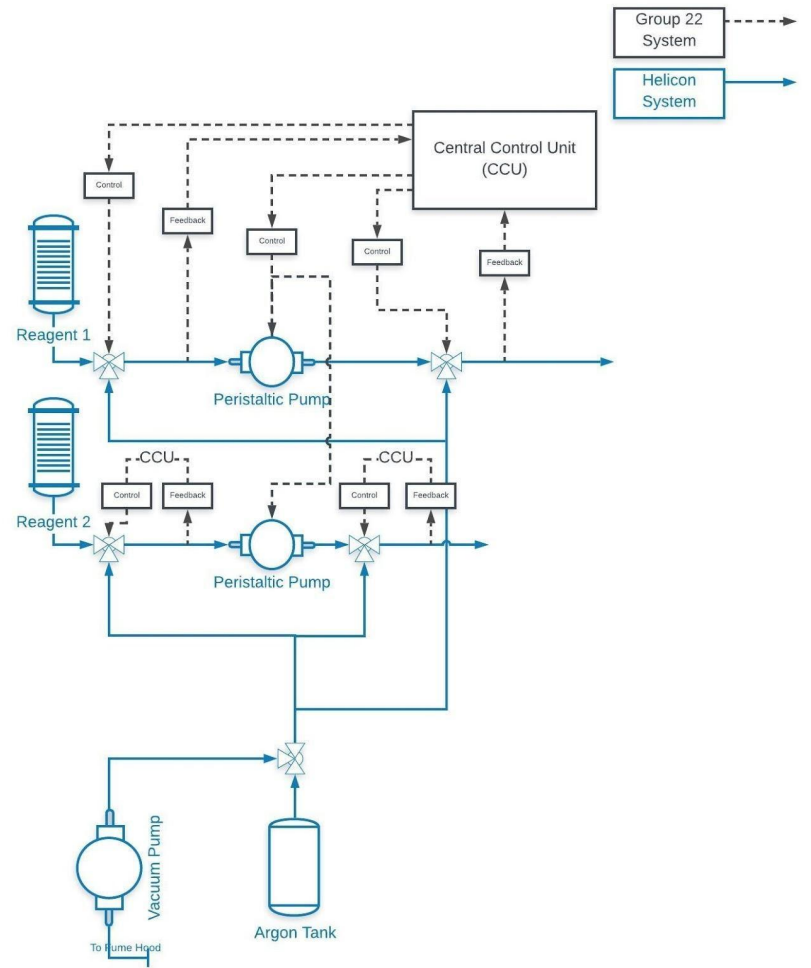 Group 22
System
Helicon
System
Central Control Unit
(CCU)
Control
Feedback
Control
Control
Feedback
Reagent 1
Peristaltic Pump
CCU
CCU
Control
Feedback
Control
Feedback
Reagent 2
Peristaltic Pump
Vacuum Pump
Argon Tank
To Fume Hood